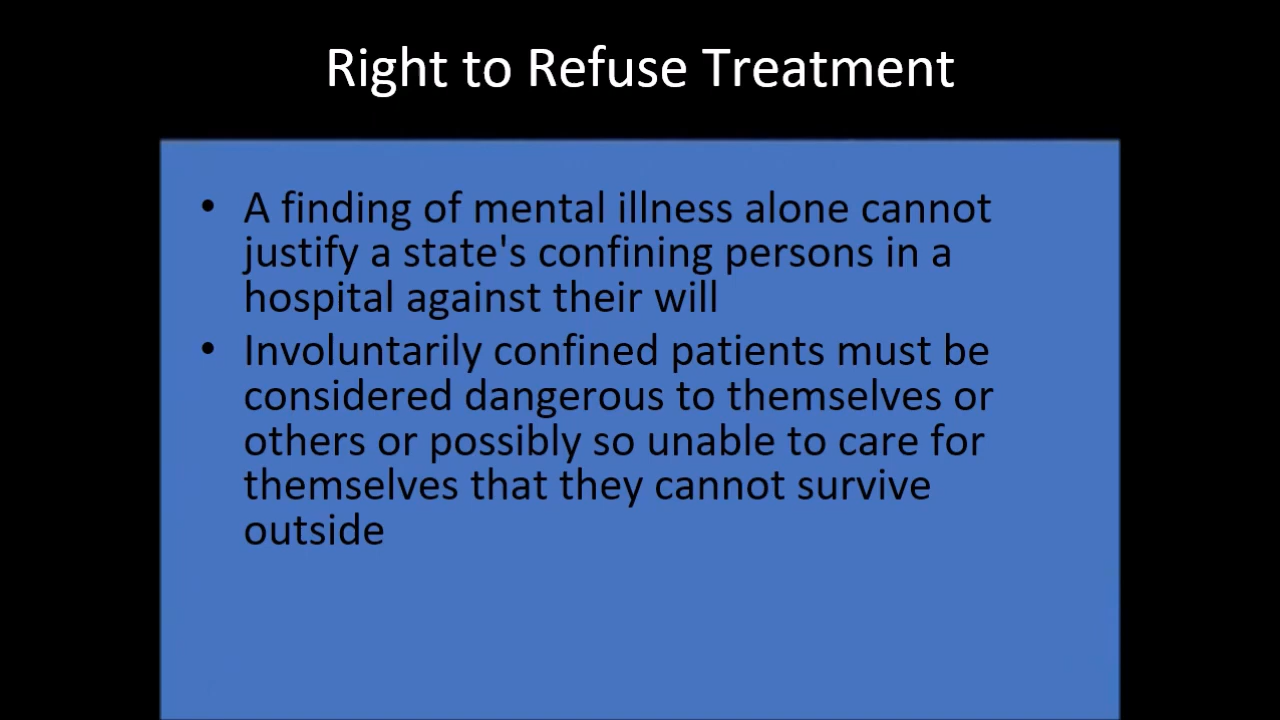 Right to Refuse Treatment
• A finding of mental illness alone cannot
justify a state's confining persons in a
hospital against their will
• Involuntarily confined patients must be
considered dangerous to themselves or
others or possibly so unable to care for
themselves that they cannot survive
outside